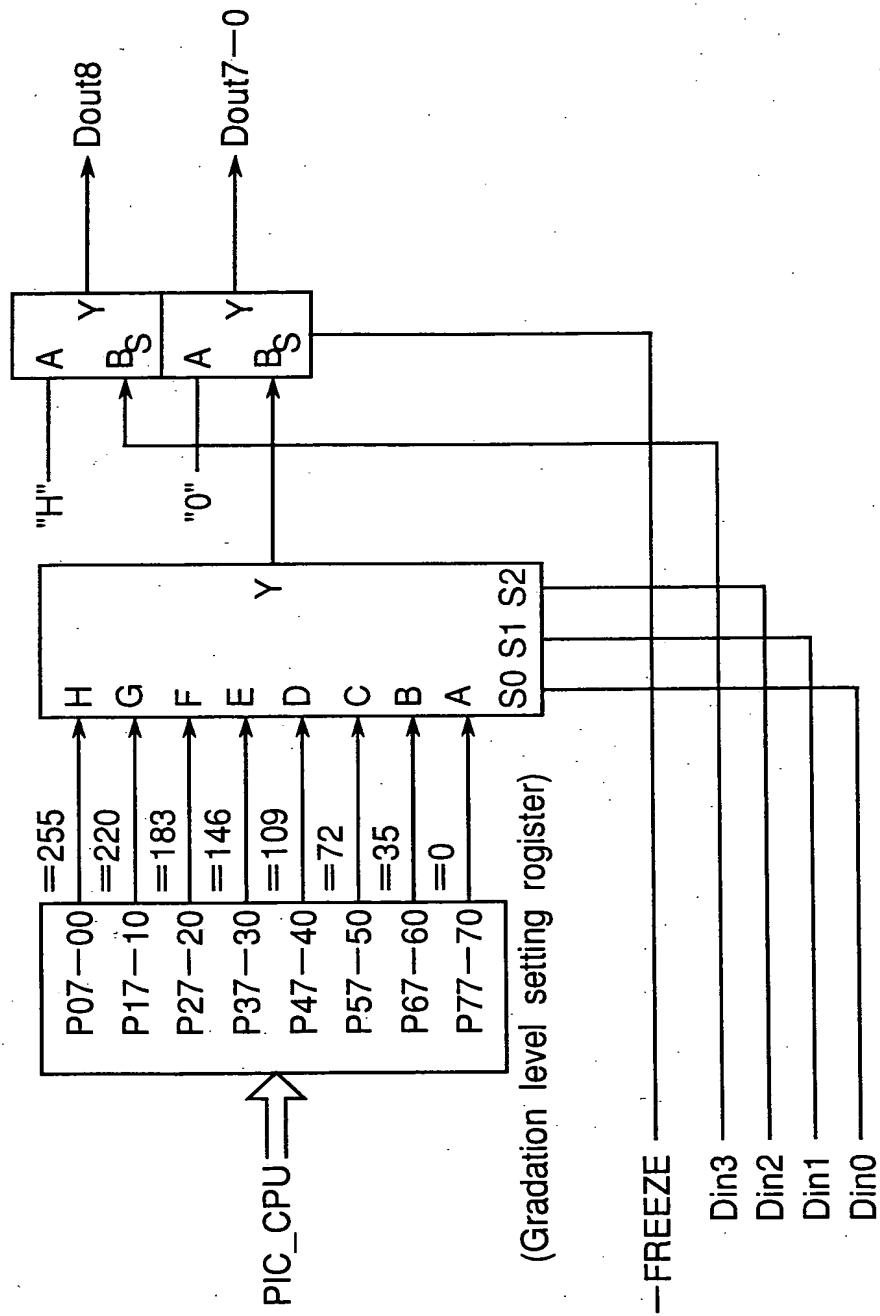 PIC_CPU
P07—00
P17—10
P27—20
P37—30
P47—40
P57—50
P67—60
P77—70
=255
=220
=183
=146
=109
=72
=35
=0
(Gradation level setting rogister)
H
G
F
E
D
C
B
A
Y
S0 S1 S2
"H"
"0"
A
B
S
Y
A
B
S
Y
Dout8
Dout7—0
—FREEZE
Din3
Din2
Din1
Din0